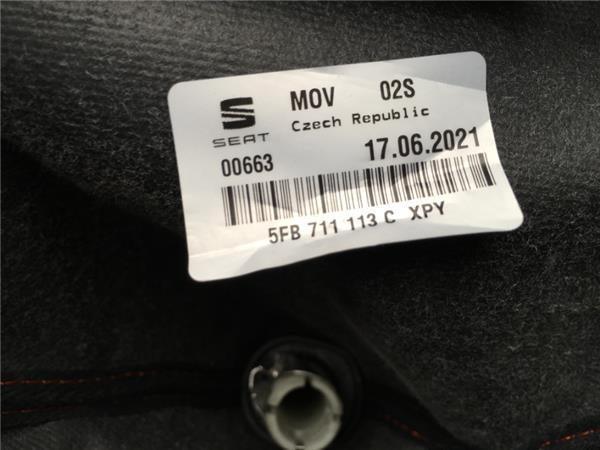 MOV 02S
Czech Republic
SEAT
00663 17.06.2021
5FB 711 113 C XPY